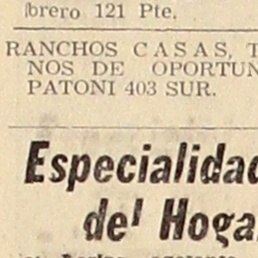 brero 121 Pte.
RANCHOS CASAS, T
NOS DE OPORTUN
PATONI 403 SUR.
Especialidad
del Hoga